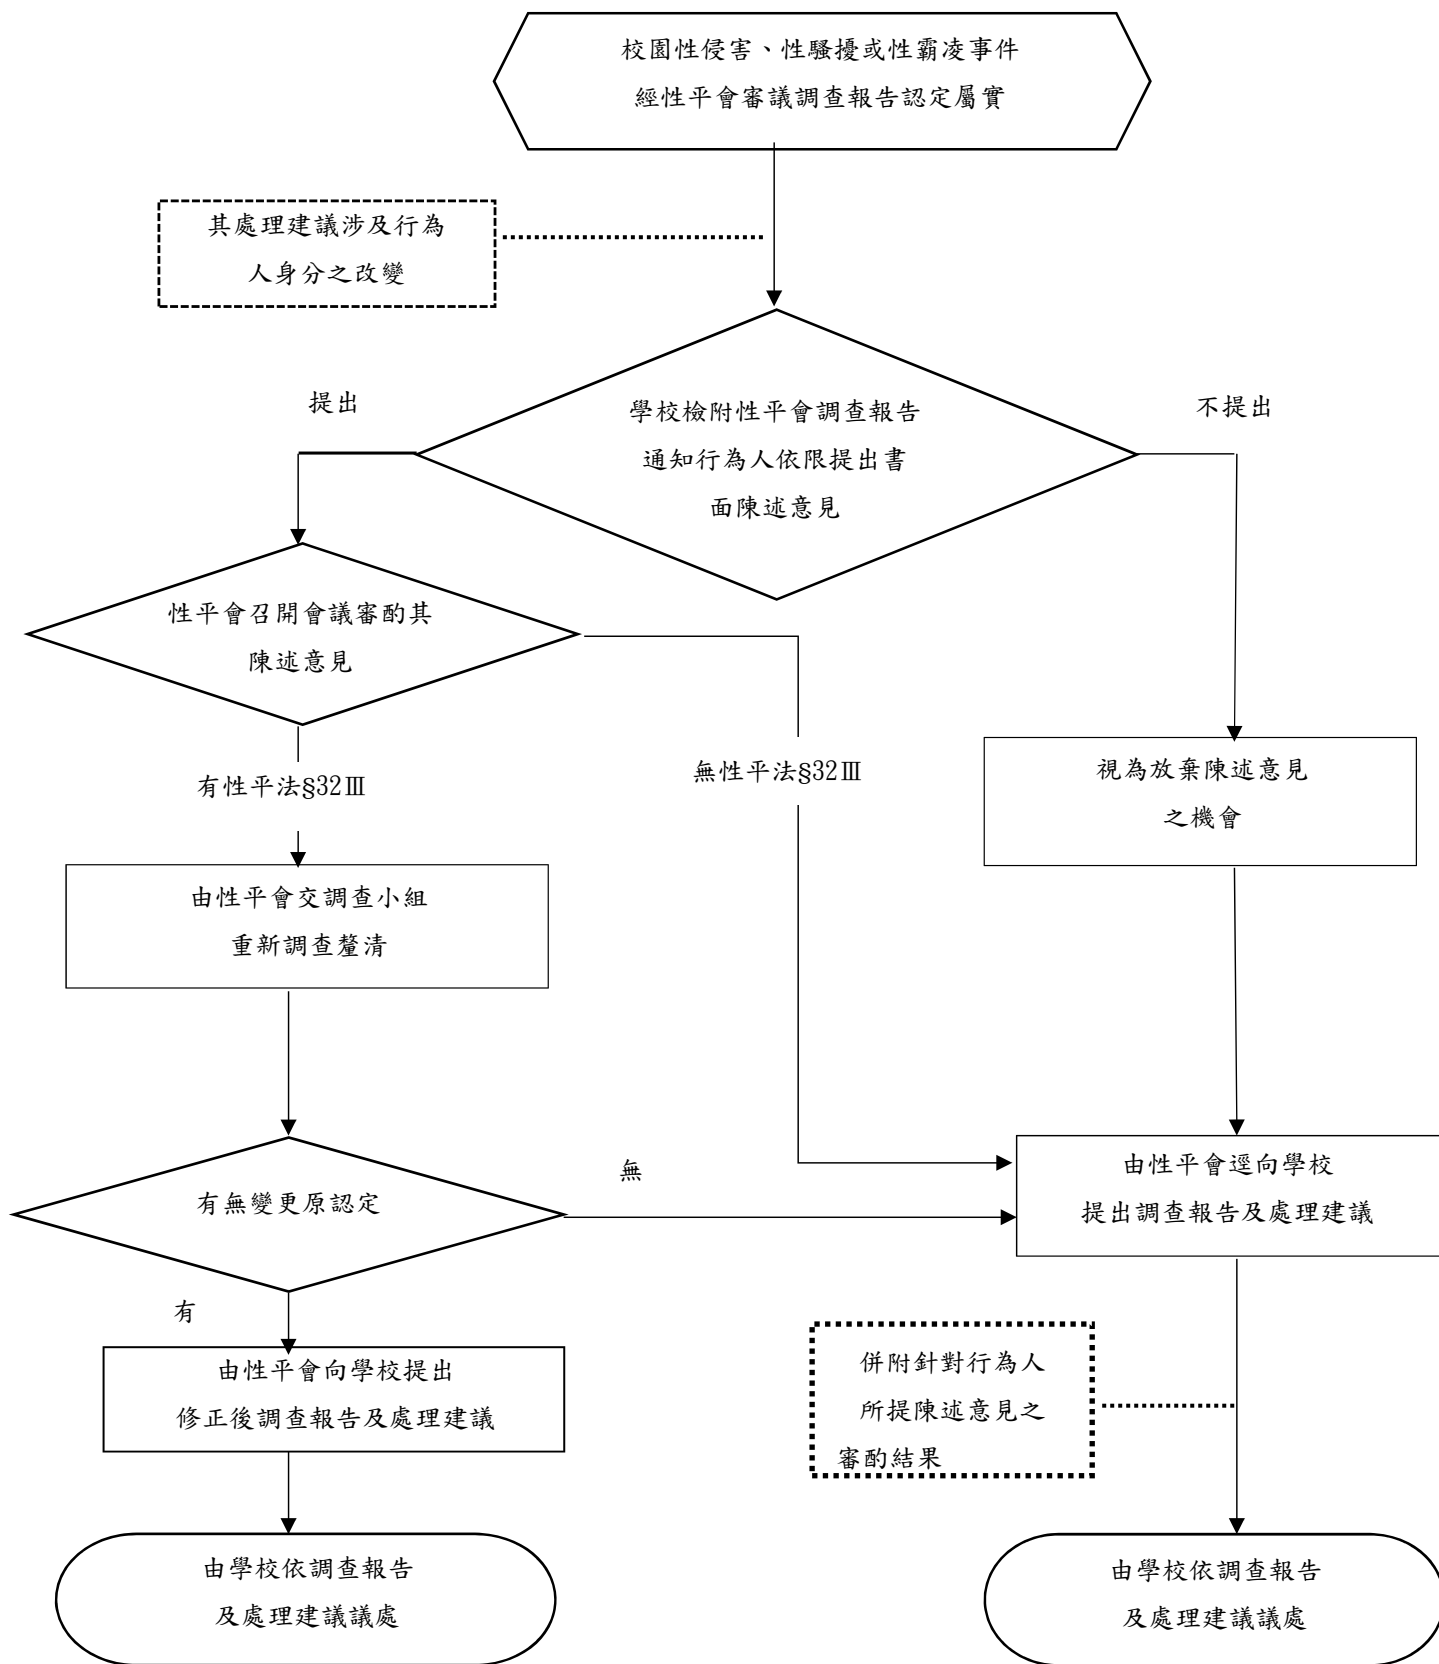 校園性侵害、性騷擾或性霸凌事件
經性平會審議調查報告認定屬實
其處理建議涉及行為
人身分之改變
提出
不提出
學校檢附性平會調查報告
通知行為人依限提出書
面陳述意見
性平會召開會議審酌其
陳述意見
有性平法§32Ⅲ
無性平法§32Ⅲ
視為放棄陳述意見
之機會
由性平會交調查小組
重新調查釐清
有無變更原認定
無
由性平會逕向學校
提出調查報告及處理建議
有
由性平會向學校提出
修正後調查報告及處理建議
併附針對行為人
所提陳述意見之
審酌結果
由學校依調查報告
及處理建議議處
由學校依調查報告
及處理建議議處